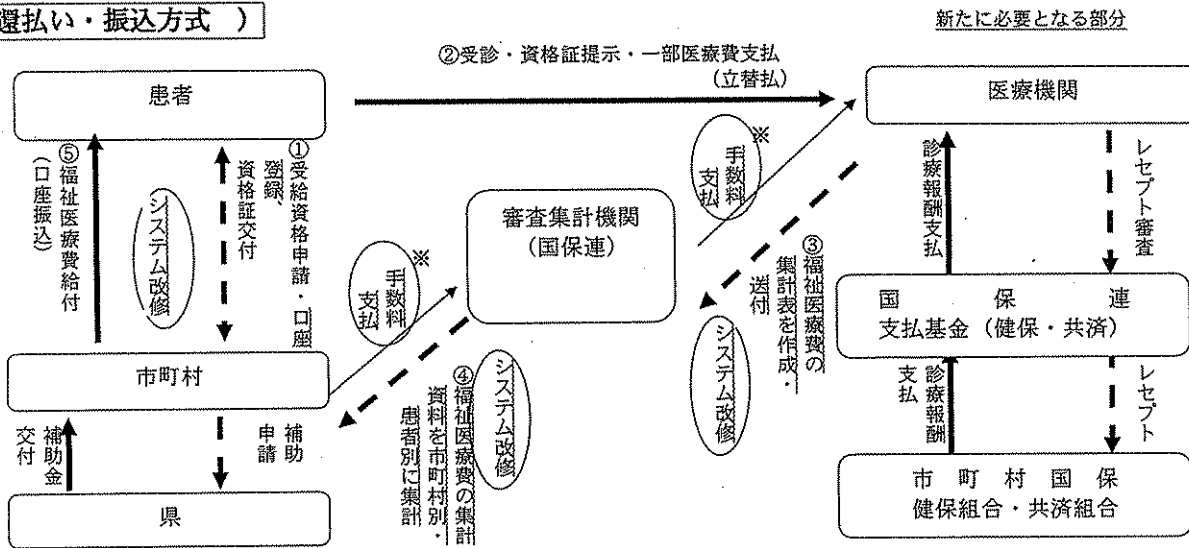 還払い・振込方式 ）
新たに必要となる部分
②受診・資格証提示・一部医療費支払
（立替払）
患者
医療機関
⑤福祉医療費給付
（口座振込）
システム改修
①受給資格申請・口座
登録、
資格証交付
※
手数料
支払
審査集計機関
（国保連）
※
手数料
支払
③福祉医療費の
集計表を作成・
送付
システム改修
診療報酬支払
レセプト審査
国保連
支払基金（健保・共済）
市町村
システム改修
④福祉医療費の集計
資料を市町村別・
患者別に集計
診療報酬
支払
レセプト
補助金
交付
補助
申請
県
市町村国保
健保組合・共済組合